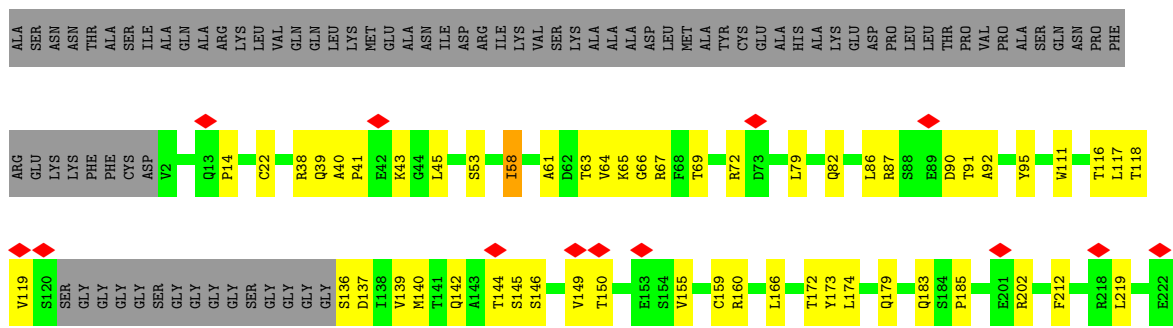 ALA SER ASN ASN THR ALA SER ILE ALA GLN ALA ARG LYS LEU VAL GLN GLN LEU LYS MET GLU ALA ASN ILE ASP ARG ILE LYS VAL SER LYS ALA ALA ALA ASP LEU MET ALA TYR CYS GLU ALA HIS ALA LYS GLU ASP PRO LEU LEU THR PRO VAL PRO ALA SER GLN ASN PRO PHE
ARG GLU LYS LYS PHE PHE CYS ASP V2 Q13 P14 C22 R38 Q39 A40 P41 E42 K43 G44 L45 S53 I58 A61 D62 T63 V64 K65 G66 R67 F68 T69 R72 D73 L79 Q82 L86 R87 S88 E89 D90 T91 A92 Y95 W111 T116 L117 T118
V119 S120 SER GLY GLY GLY GLY SER GLY GLY GLY GLY SER GLY GLY GLY GLY S136 D137 I138 V139 M140 T141 Q142 A143 T144 S145 S146 V149 T150 E153 S154 V155 C159 R160 L166 T172 Y173 L174 Q179 Q183 S184 P185 E201 R202 F212 R218 L219 E222